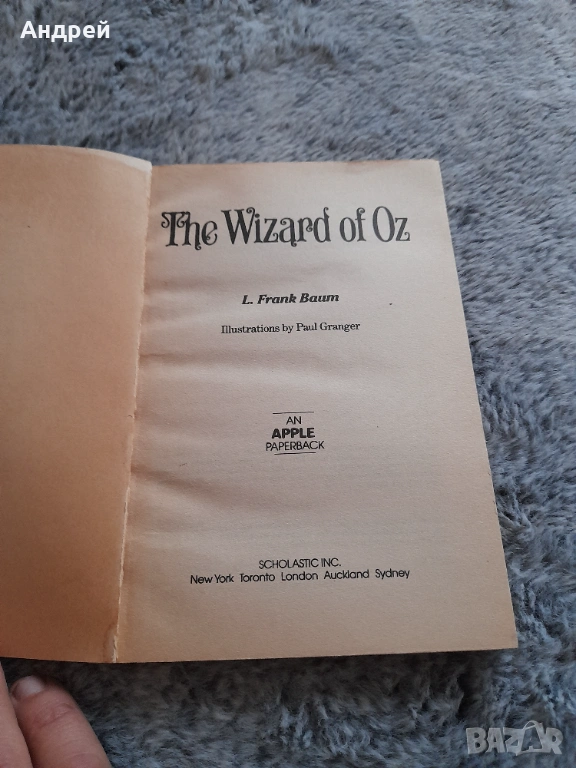 Андрей
The Wizard of Oz
L. Frank Baum
Illustrations by Paul Granger
AN
APPLE
PAPERBACK
SCHOLASTIC INC.
New York Toronto London Auckland Sydney
BAZAR